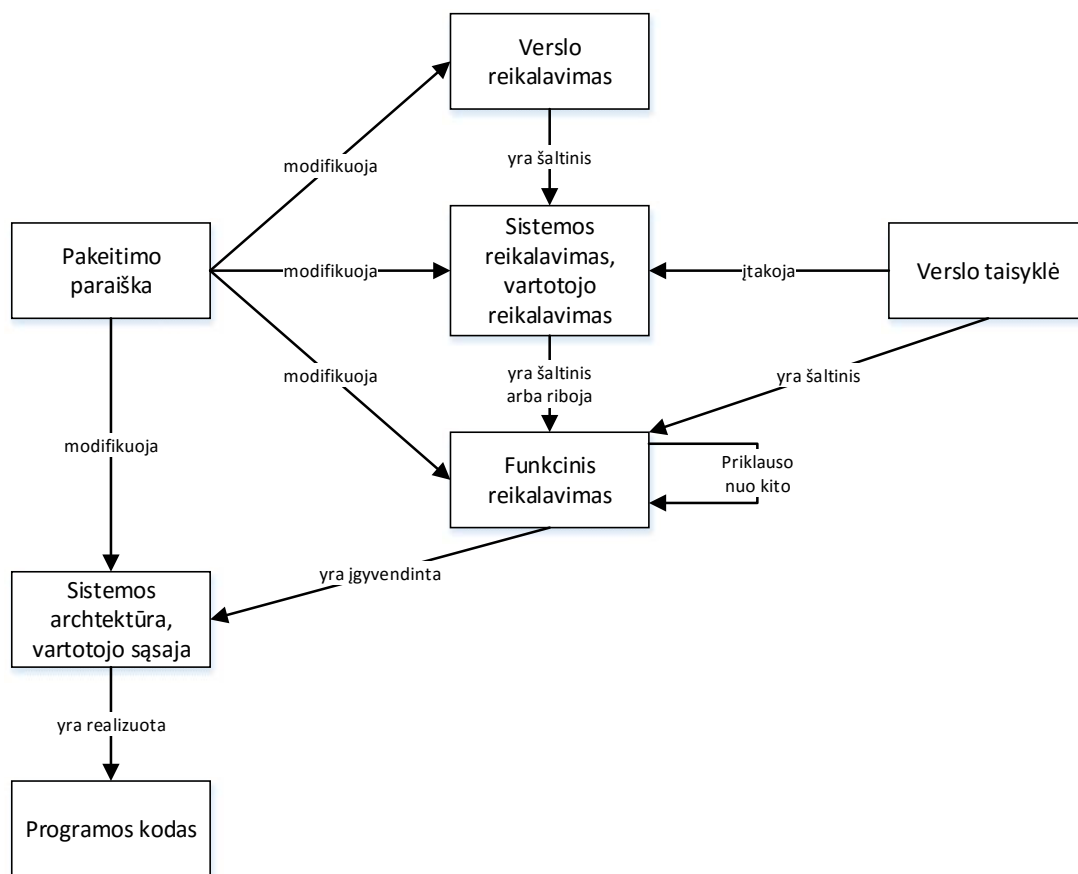 Verslo
reikalavimas
modifikuoja
yra šaltinis
Pakeitimo
paraiška
modifikuoja
Sistemos
reikalavimas,
vartotojo
reikalavimas
įtakoja
Verslo taisyklė
modifikuoja
yra šaltinis
arba riboja
yra šaltinis
modifikuoja
Funkcinis
reikalavimas
Priklauso
nuo kito
yra įgyvendinta
Sistemos
archtektūra,
vartotojo sąsaja
yra realizuota
Programos kodas